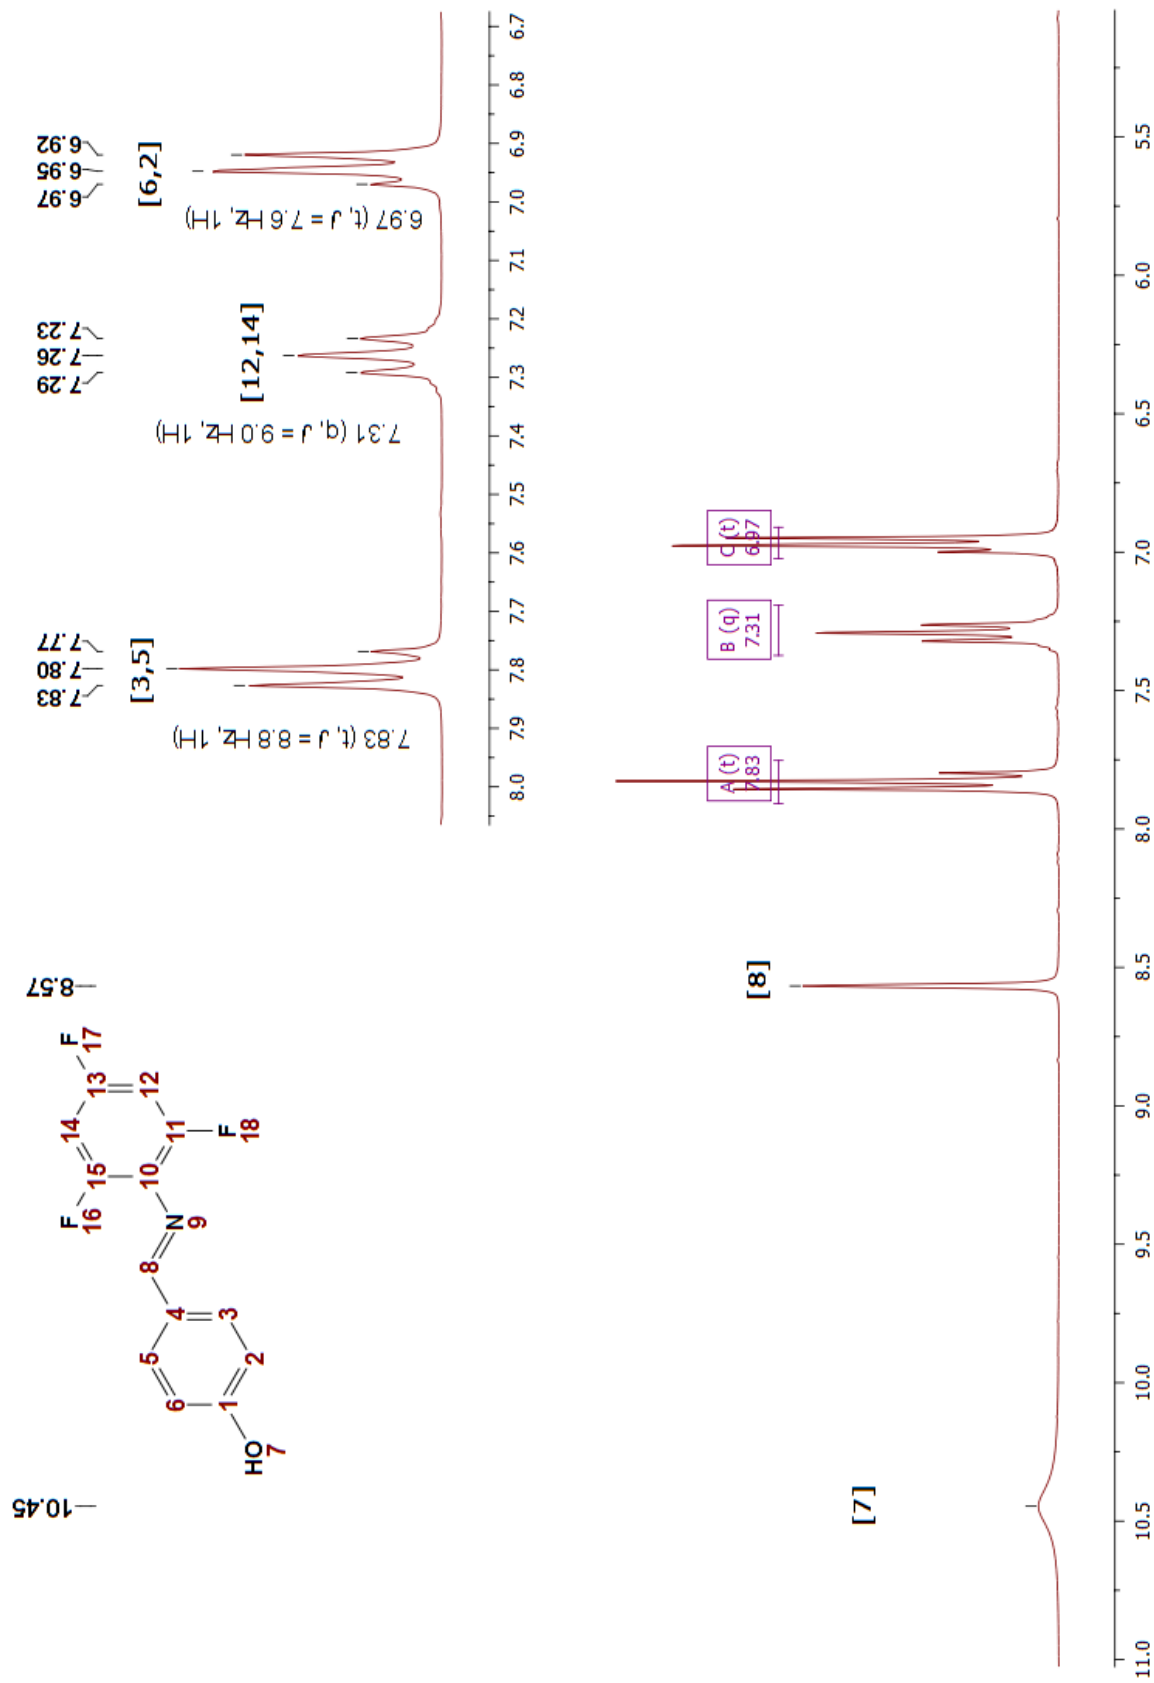 10.45
8.57
7.83
7.80
7.77
7.29
7.26
7.23
6.97
6.95
6.92
[3,5]
[12,14]
[6,2]
7.83 (t, J = 8.8 Hz, 1H)
7.31 (q, J = 9.0 Hz, 1H)
6.97 (t, J = 7.6 Hz, 1H)
8.0 7.9 7.8 7.7 7.6 7.5 7.4 7.3 7.2 7.1 7.0 6.9 6.8 6.7
HO
7
1
6
5
2
3
4
8
N
9
10
15
F
16
11
F
18
14
12
13
F
17
[7]
[8]
A (t)
7.83
B (q)
7.31
C (t)
6.97
11.0 10.5 10.0 9.5 9.0 8.5 8.0 7.5 7.0 6.5 6.0 5.5